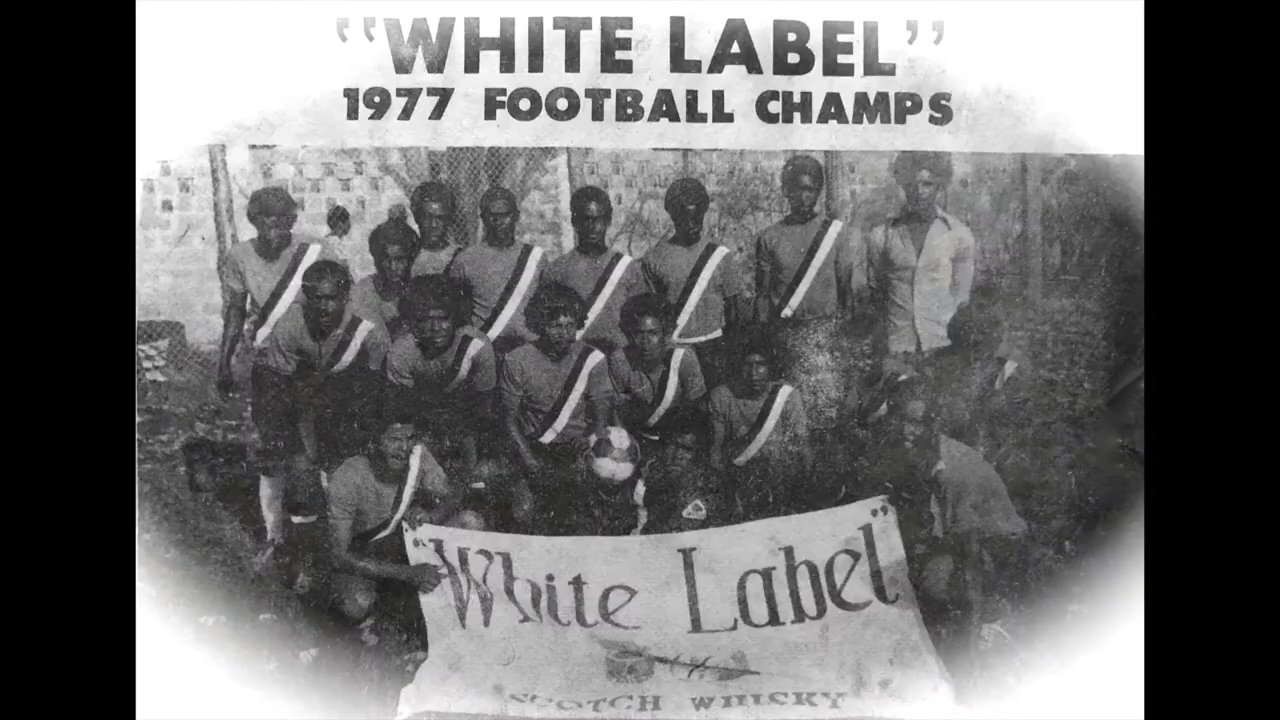 "WHITE LABEL"
1977 FOOTBALL CHAMPS
"White Label"
SCOTCH WHISKY